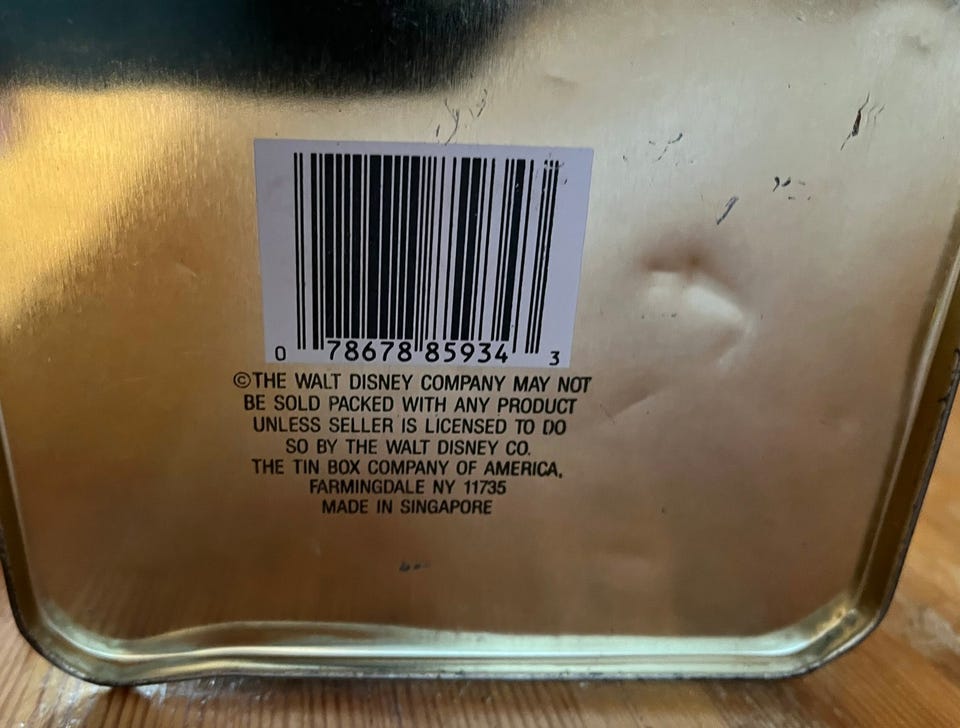 0 78678 85934 3
©THE WALT DISNEY COMPANY MAY NOT
BE SOLD PACKED WITH ANY PRODUCT
UNLESS SELLER IS LICENSED TO DO
SO BY THE WALT DISNEY CO.
THE TIN BOX COMPANY OF AMERICA,
FARMINGDALE NY 11735
MADE IN SINGAPORE